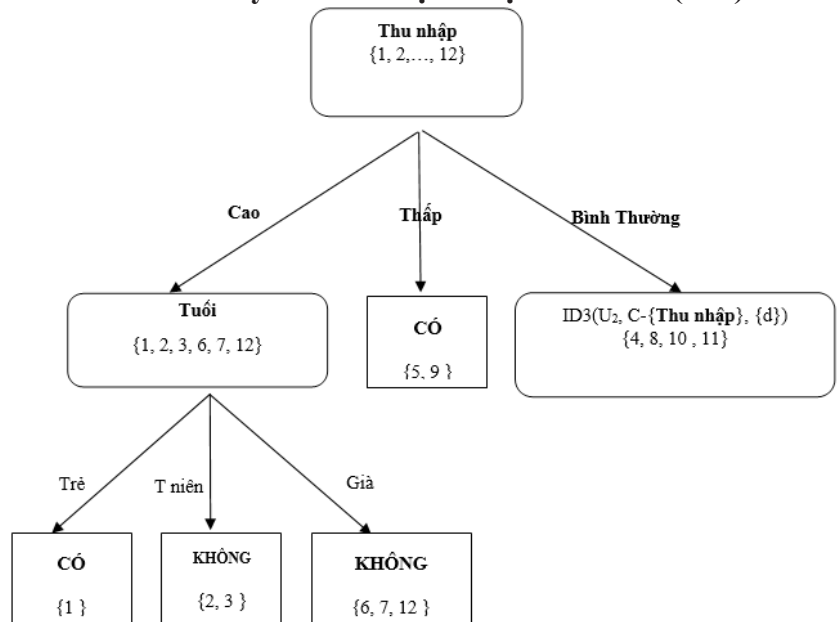 Thu nhập
{1, 2,…, 12}
Cao
Thấp
Bình Thường
Tuổi
{1, 2, 3, 6, 7, 12}
CÓ
{5, 9 }
ID3(U₂, C-{Thu nhập}, {d})
{4, 8, 10 , 11}
Trẻ
T niên
Già
CÓ
{1 }
KHÔNG
{2, 3 }
KHÔNG
{6, 7, 12 }